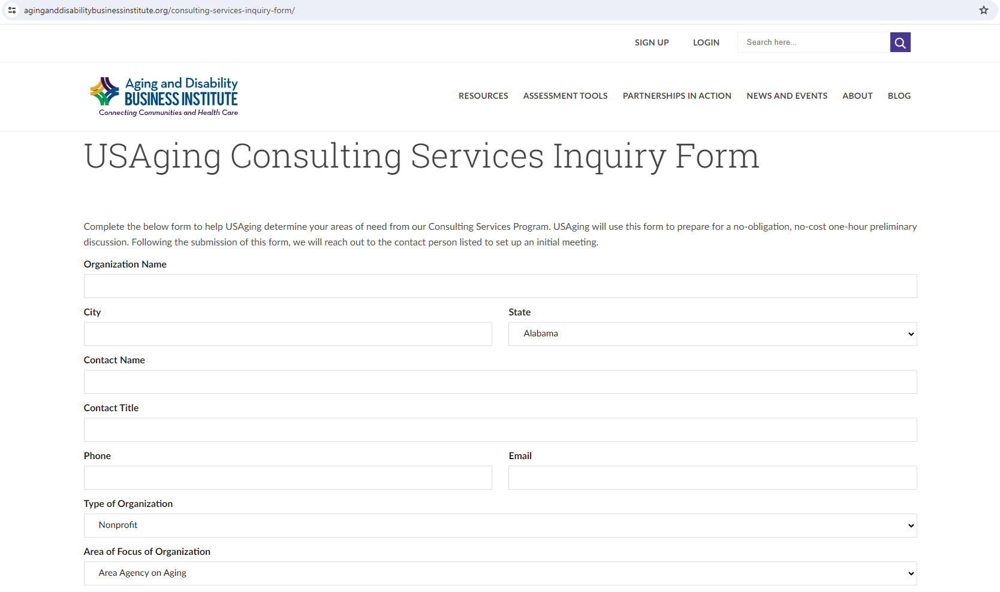 aginganddisabilitybusinessinstitute.org/consulting-services-inquiry-form/
SIGN UP
LOGIN
Search here...
Aging and Disability
BUSINESS INSTITUTE
Connecting Communities and Health Care
RESOURCES
ASSESSMENT TOOLS
PARTNERSHIPS IN ACTION
NEWS AND EVENTS
ABOUT
BLOG
USAging Consulting Services Inquiry Form
Complete the below form to help USAging determine your areas of need from our Consulting Services Program. USAging will use this form to prepare for a no-obligation, no-cost one-hour preliminary
discussion. Following the submission of this form, we will reach out to the contact person listed to set up an initial meeting.
Organization Name
City
State
Alabama
Contact Name
Contact Title
Phone
Email
Type of Organization
Nonprofit
Area of Focus of Organization
Area Agency on Aging